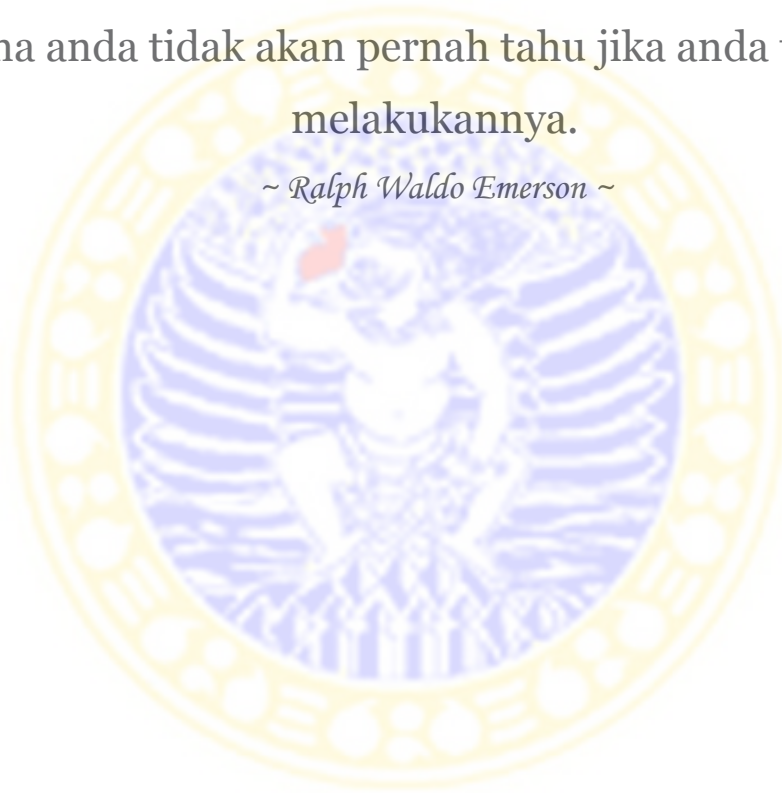 anda tidak akan pernah tahu jika anda
melakukannya.
~ Ralph Waldo Emerson ~